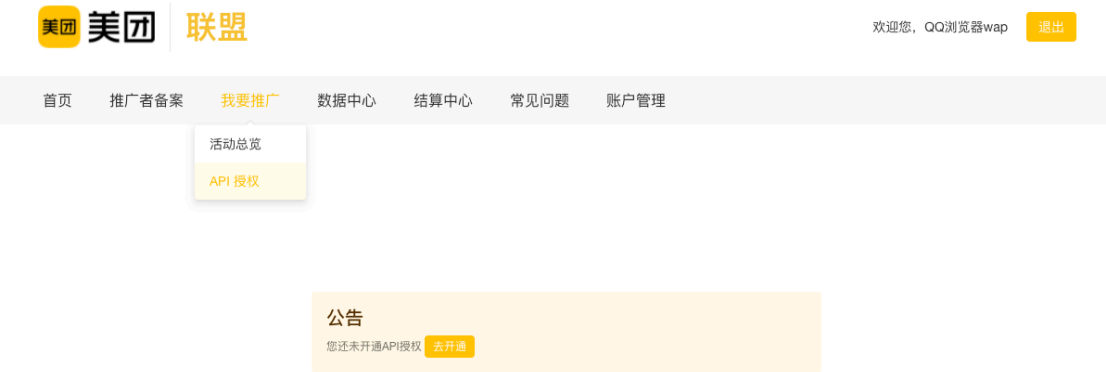 美团 美团 联盟
欢迎您，QQ浏览器wap 退出
首页 推广者备案 我要推广 数据中心 结算中心 常见问题 账户管理
活动总览
API 授权
公告
您还未开通API授权 去开通